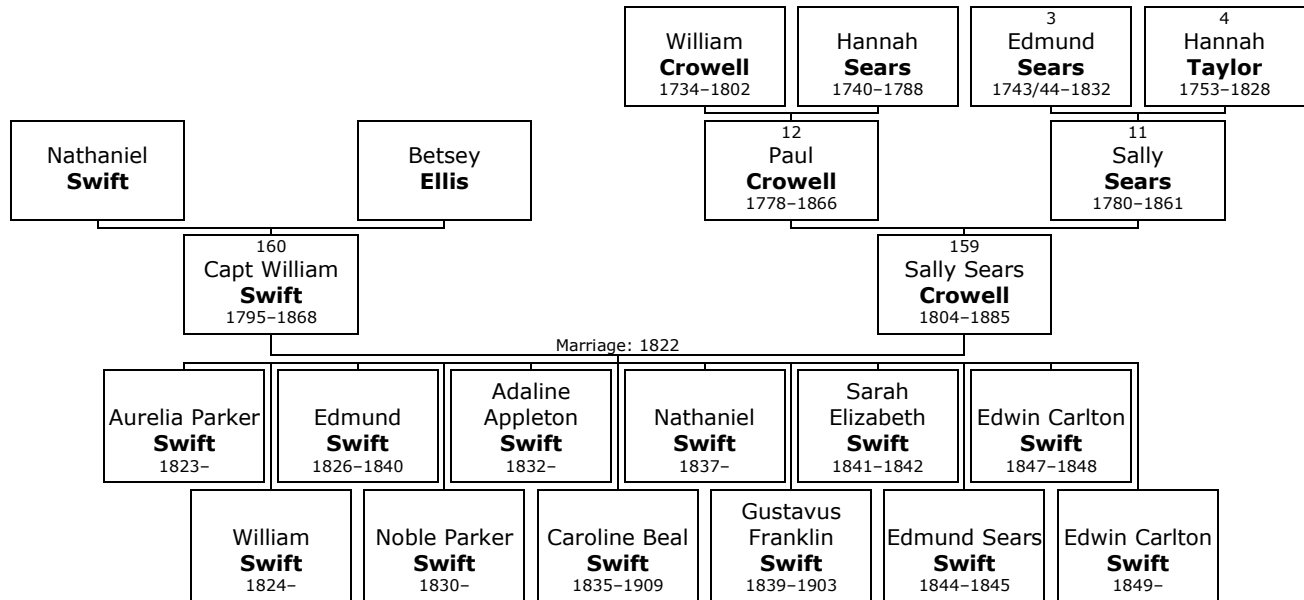 William
Crowell
1734–1802
Hannah
Sears
1740–1788
3
Edmund
Sears
1743/44–1832
4
Hannah
Taylor
1753–1828
Nathaniel
Swift
Betsey
Ellis
12
Paul
Crowell
1778–1866
11
Sally
Sears
1780–1861
160
Capt William
Swift
1795–1868
159
Sally Sears
Crowell
1804–1885
Marriage: 1822
Aurelia Parker
Swift
1823–
Edmund
Swift
1826–1840
Adaline
Appleton
Swift
1832–
Nathaniel
Swift
1837–
Sarah
Elizabeth
Swift
1841–1842
Edwin Carlton
Swift
1847–1848
William
Swift
1824–
Noble Parker
Swift
1830–
Caroline Beal
Swift
1835–1909
Gustavus
Franklin
Swift
1839–1903
Edmund Sears
Swift
1844–1845
Edwin Carlton
Swift
1849–